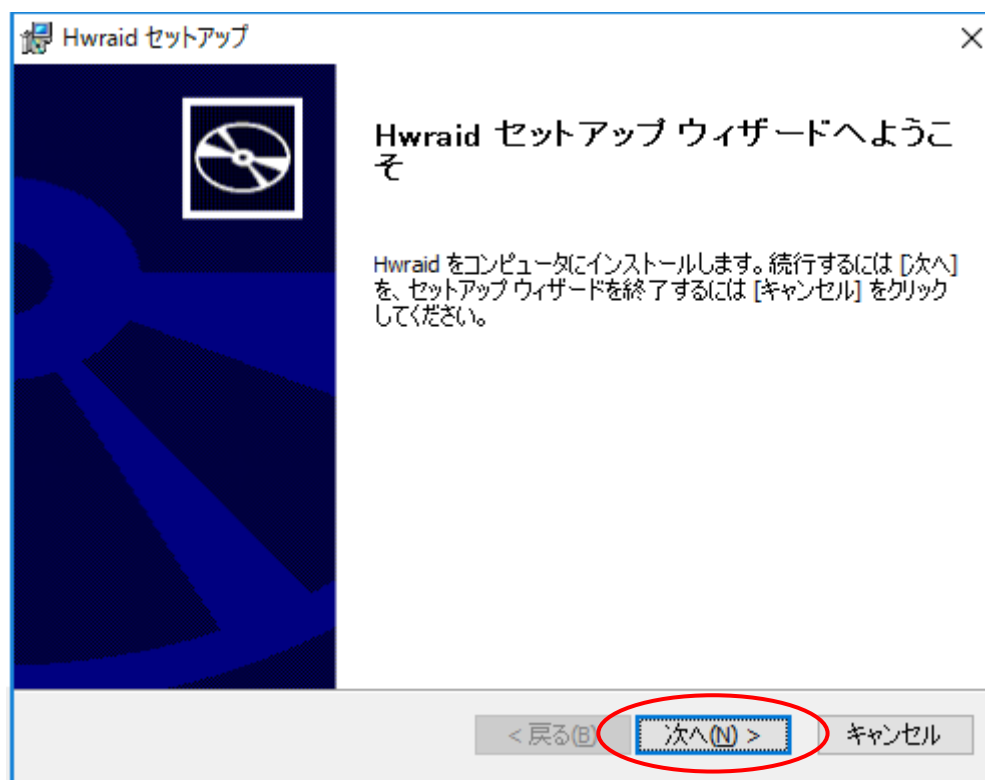 Hwraid セットアップ
Hwraid セットアップ ウィザードへようこ
そ
Hwraid をコンピュータにインストールします。続行するには [次へ]
を、セットアップ ウィザードを終了するには [キャンセル] をクリック
してください。
< 戻る(B)
次へ(N) >
キャンセル